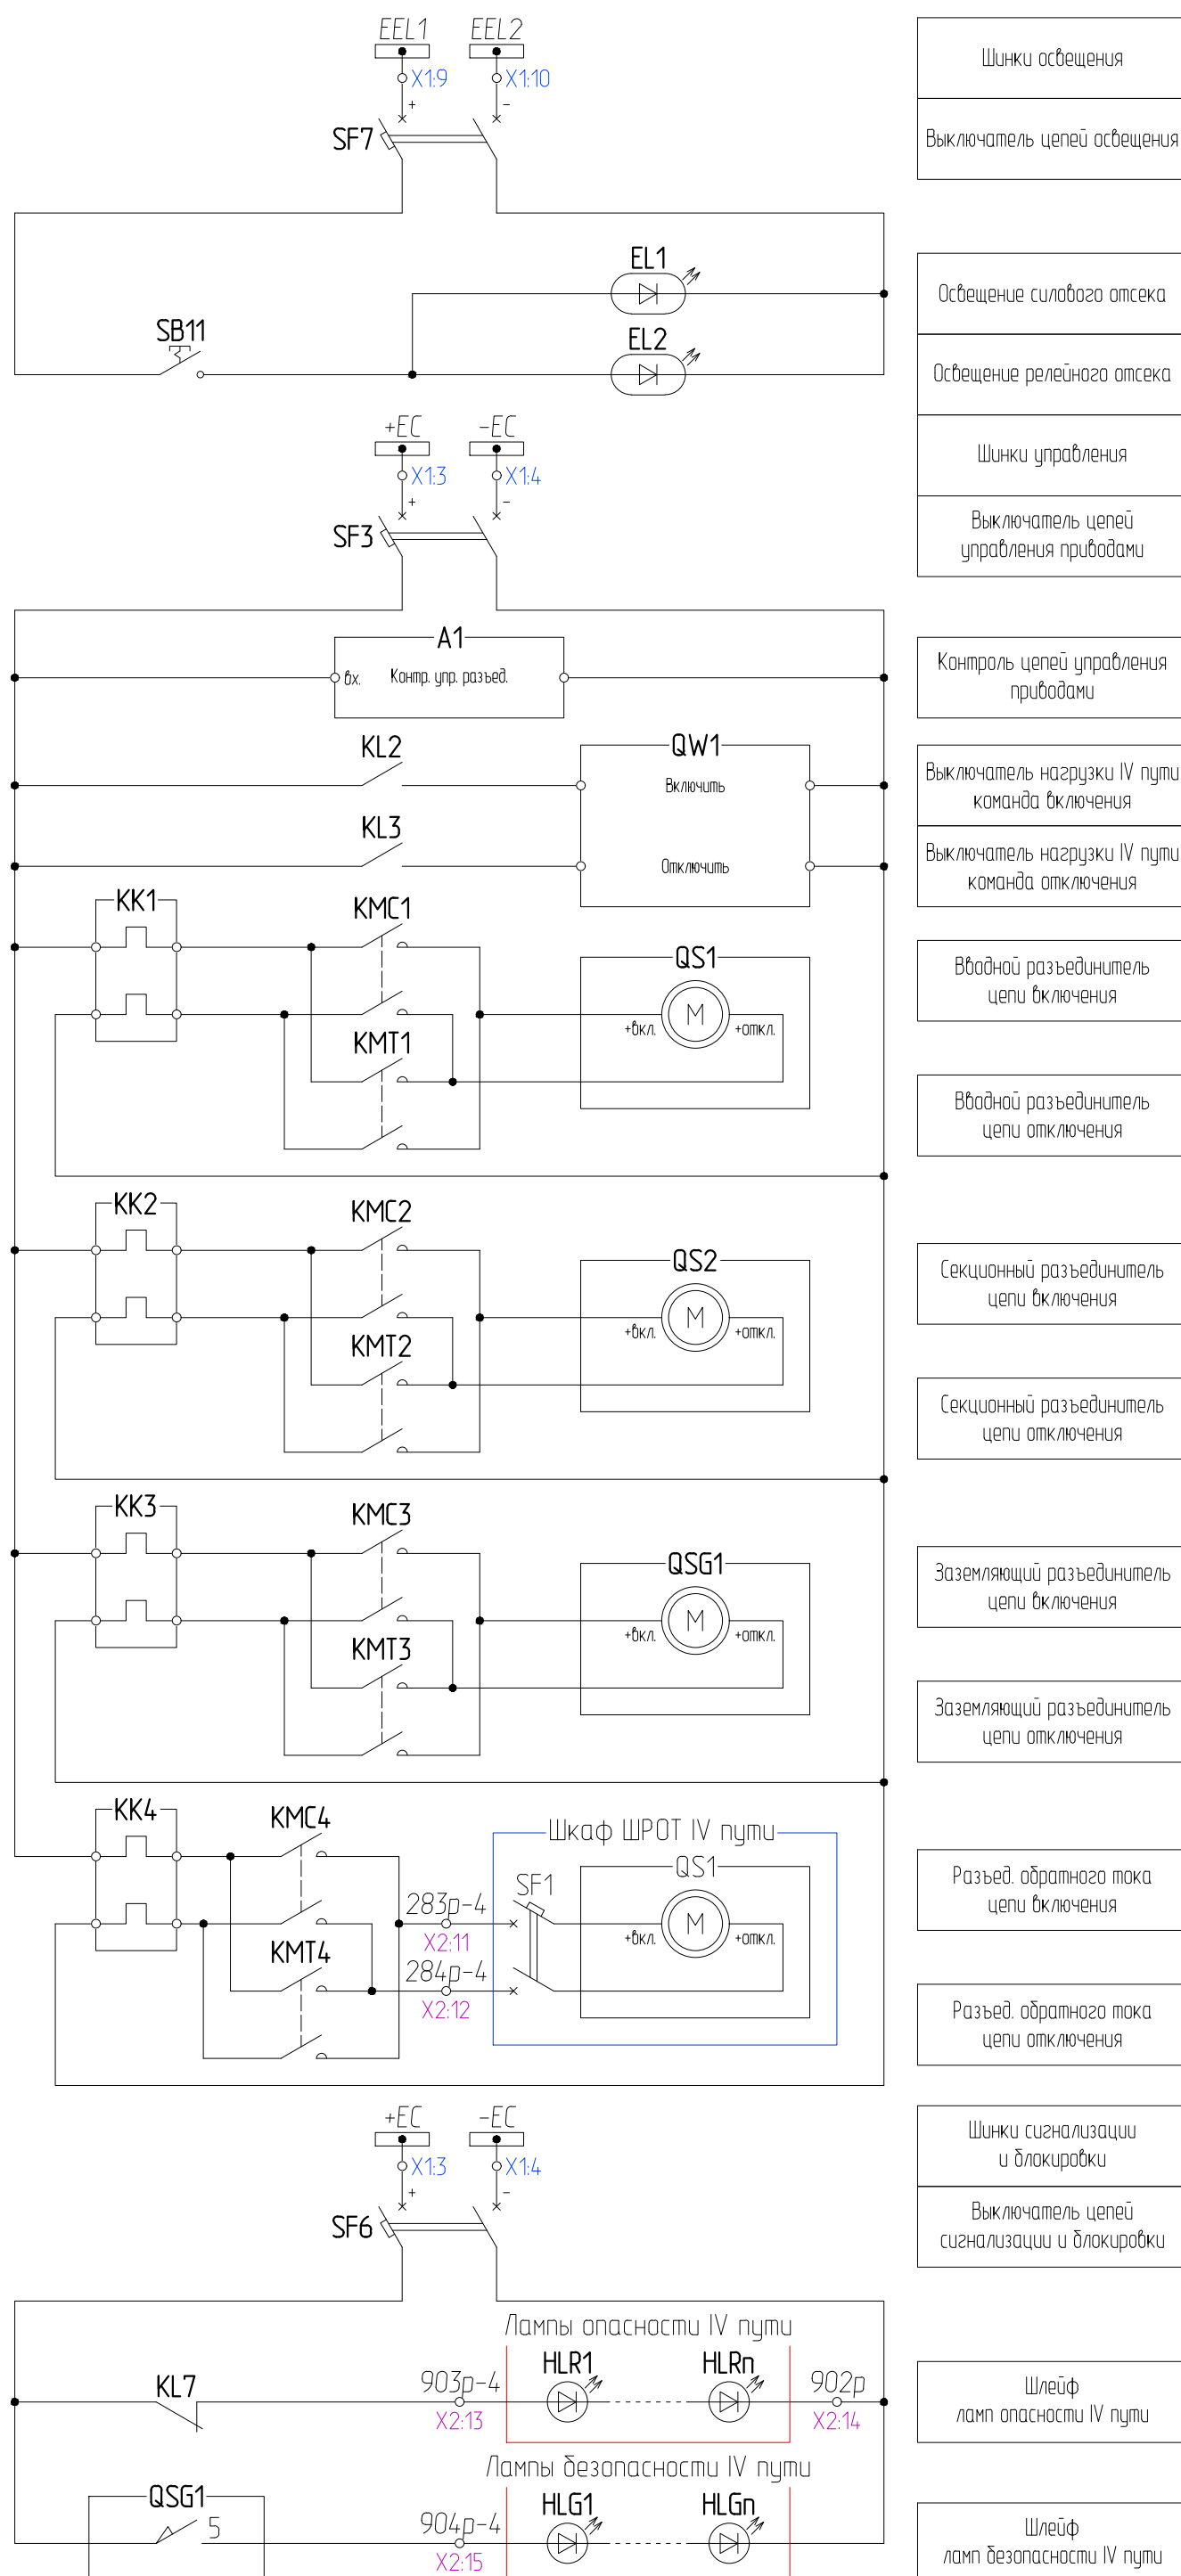 EEL1 EEL2
Шинки освещения
X1:9 X1:10
+ -
SF7
Выключатель цепей освещения
EL1
Освещение силового отсека
SB11
EL2
Освещение релейного отсека
+EC -EC
Шинки управления
X1:3 X1:4
+ -
SF3
Выключатель цепей
управления приводами
A1
вх. Контр. упр. разъед.
Контроль цепей управления
приводами
KL2
QW1
Включить
Выключатель нагрузки IV пути
команда включения
KL3
Отключить
Выключатель нагрузки IV пути
команда отключения
KK1
KMC1
QS1
M
+вкл. +откл.
Вводной разъединитель
цепи включения
KMT1
Вводной разъединитель
цепи отключения
KK2
KMC2
QS2
M
+вкл. +откл.
Секционный разъединитель
цепи включения
KMT2
Секционный разъединитель
цепи отключения
KK3
KMC3
QSG1
M
+вкл. +откл.
Заземляющий разъединитель
цепи включения
KMT3
Заземляющий разъединитель
цепи отключения
KK4
KMC4
Шкаф ШРОТ IV пути
QS1
SF1
283р-4
X2:11
M
+вкл. +откл.
Разъед. обратного тока
цепи включения
KMT4
284р-4
X2:12
Разъед. обратного тока
цепи отключения
+EC -EC
Шинки сигнализации
и блокировки
X1:3 X1:4
+ -
SF6
Выключатель цепей
сигнализации и блокировки
Лампы опасности IV пути
KL7
903р-4
X2:13
HLR1 HLRn
902р
X2:14
Шлейф
ламп опасности IV пути
Лампы безопасности IV пути
QSG1
5
904р-4
X2:15
HLG1 HLGn
Шлейф
ламп безопасности IV пути